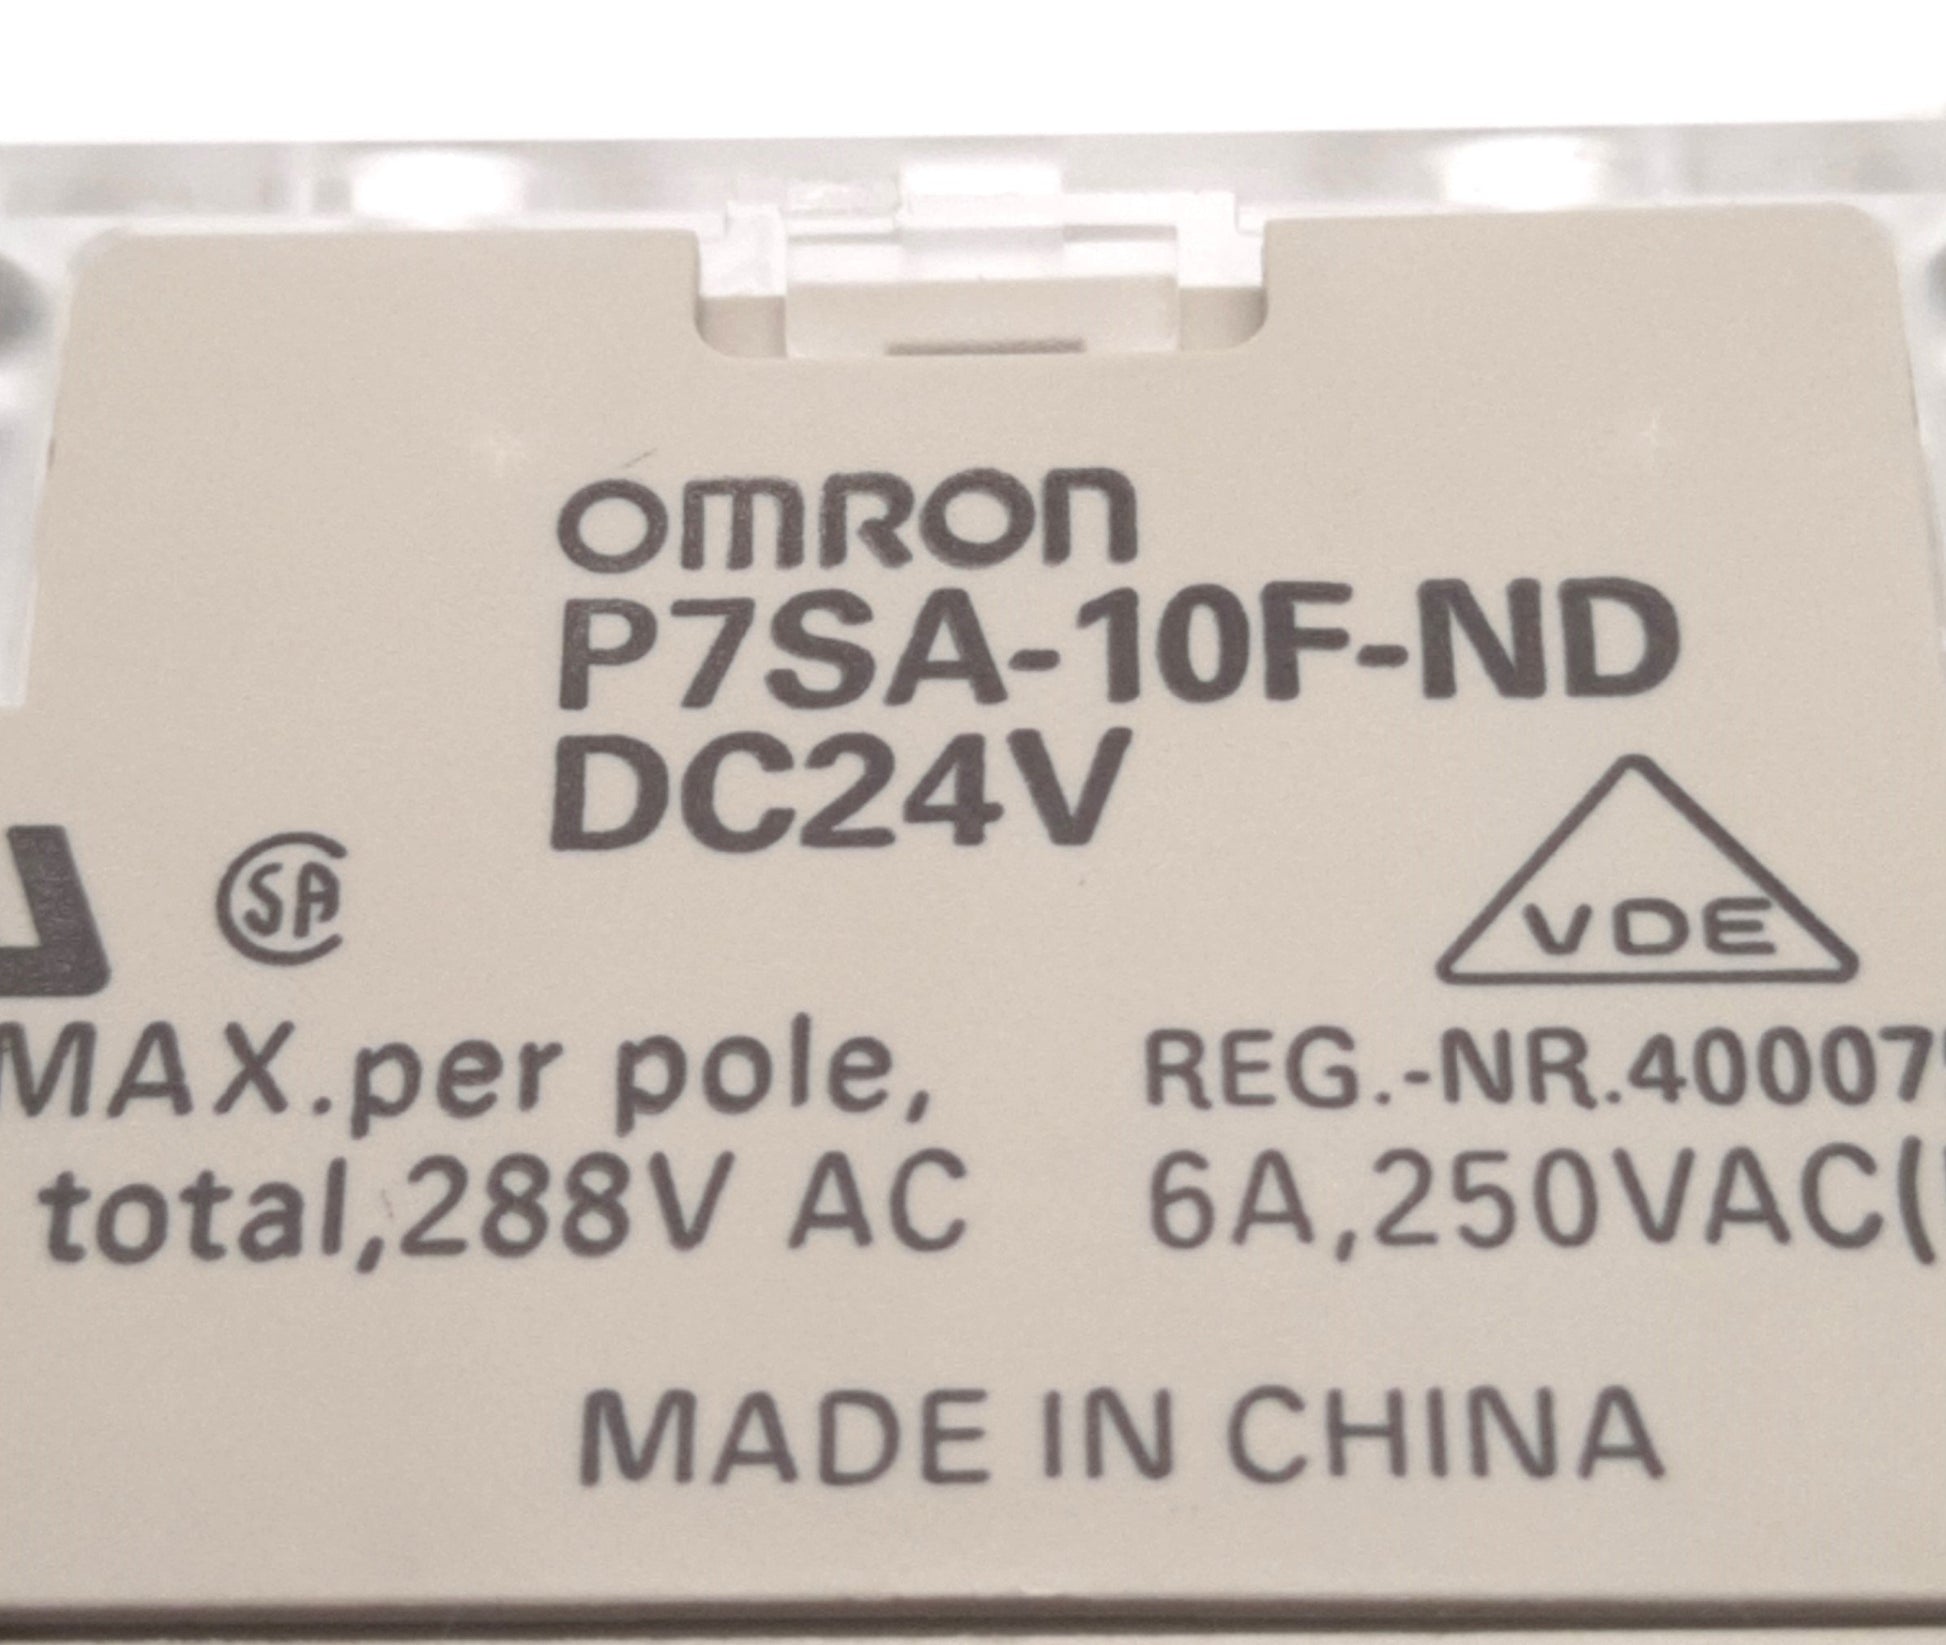 OMRON
P7SA-10F-ND
DC24V
SA
VDE
MAX.per pole,
REG.-NR.40007
total,288V AC
6A,250VAC(
MADE IN CHINA